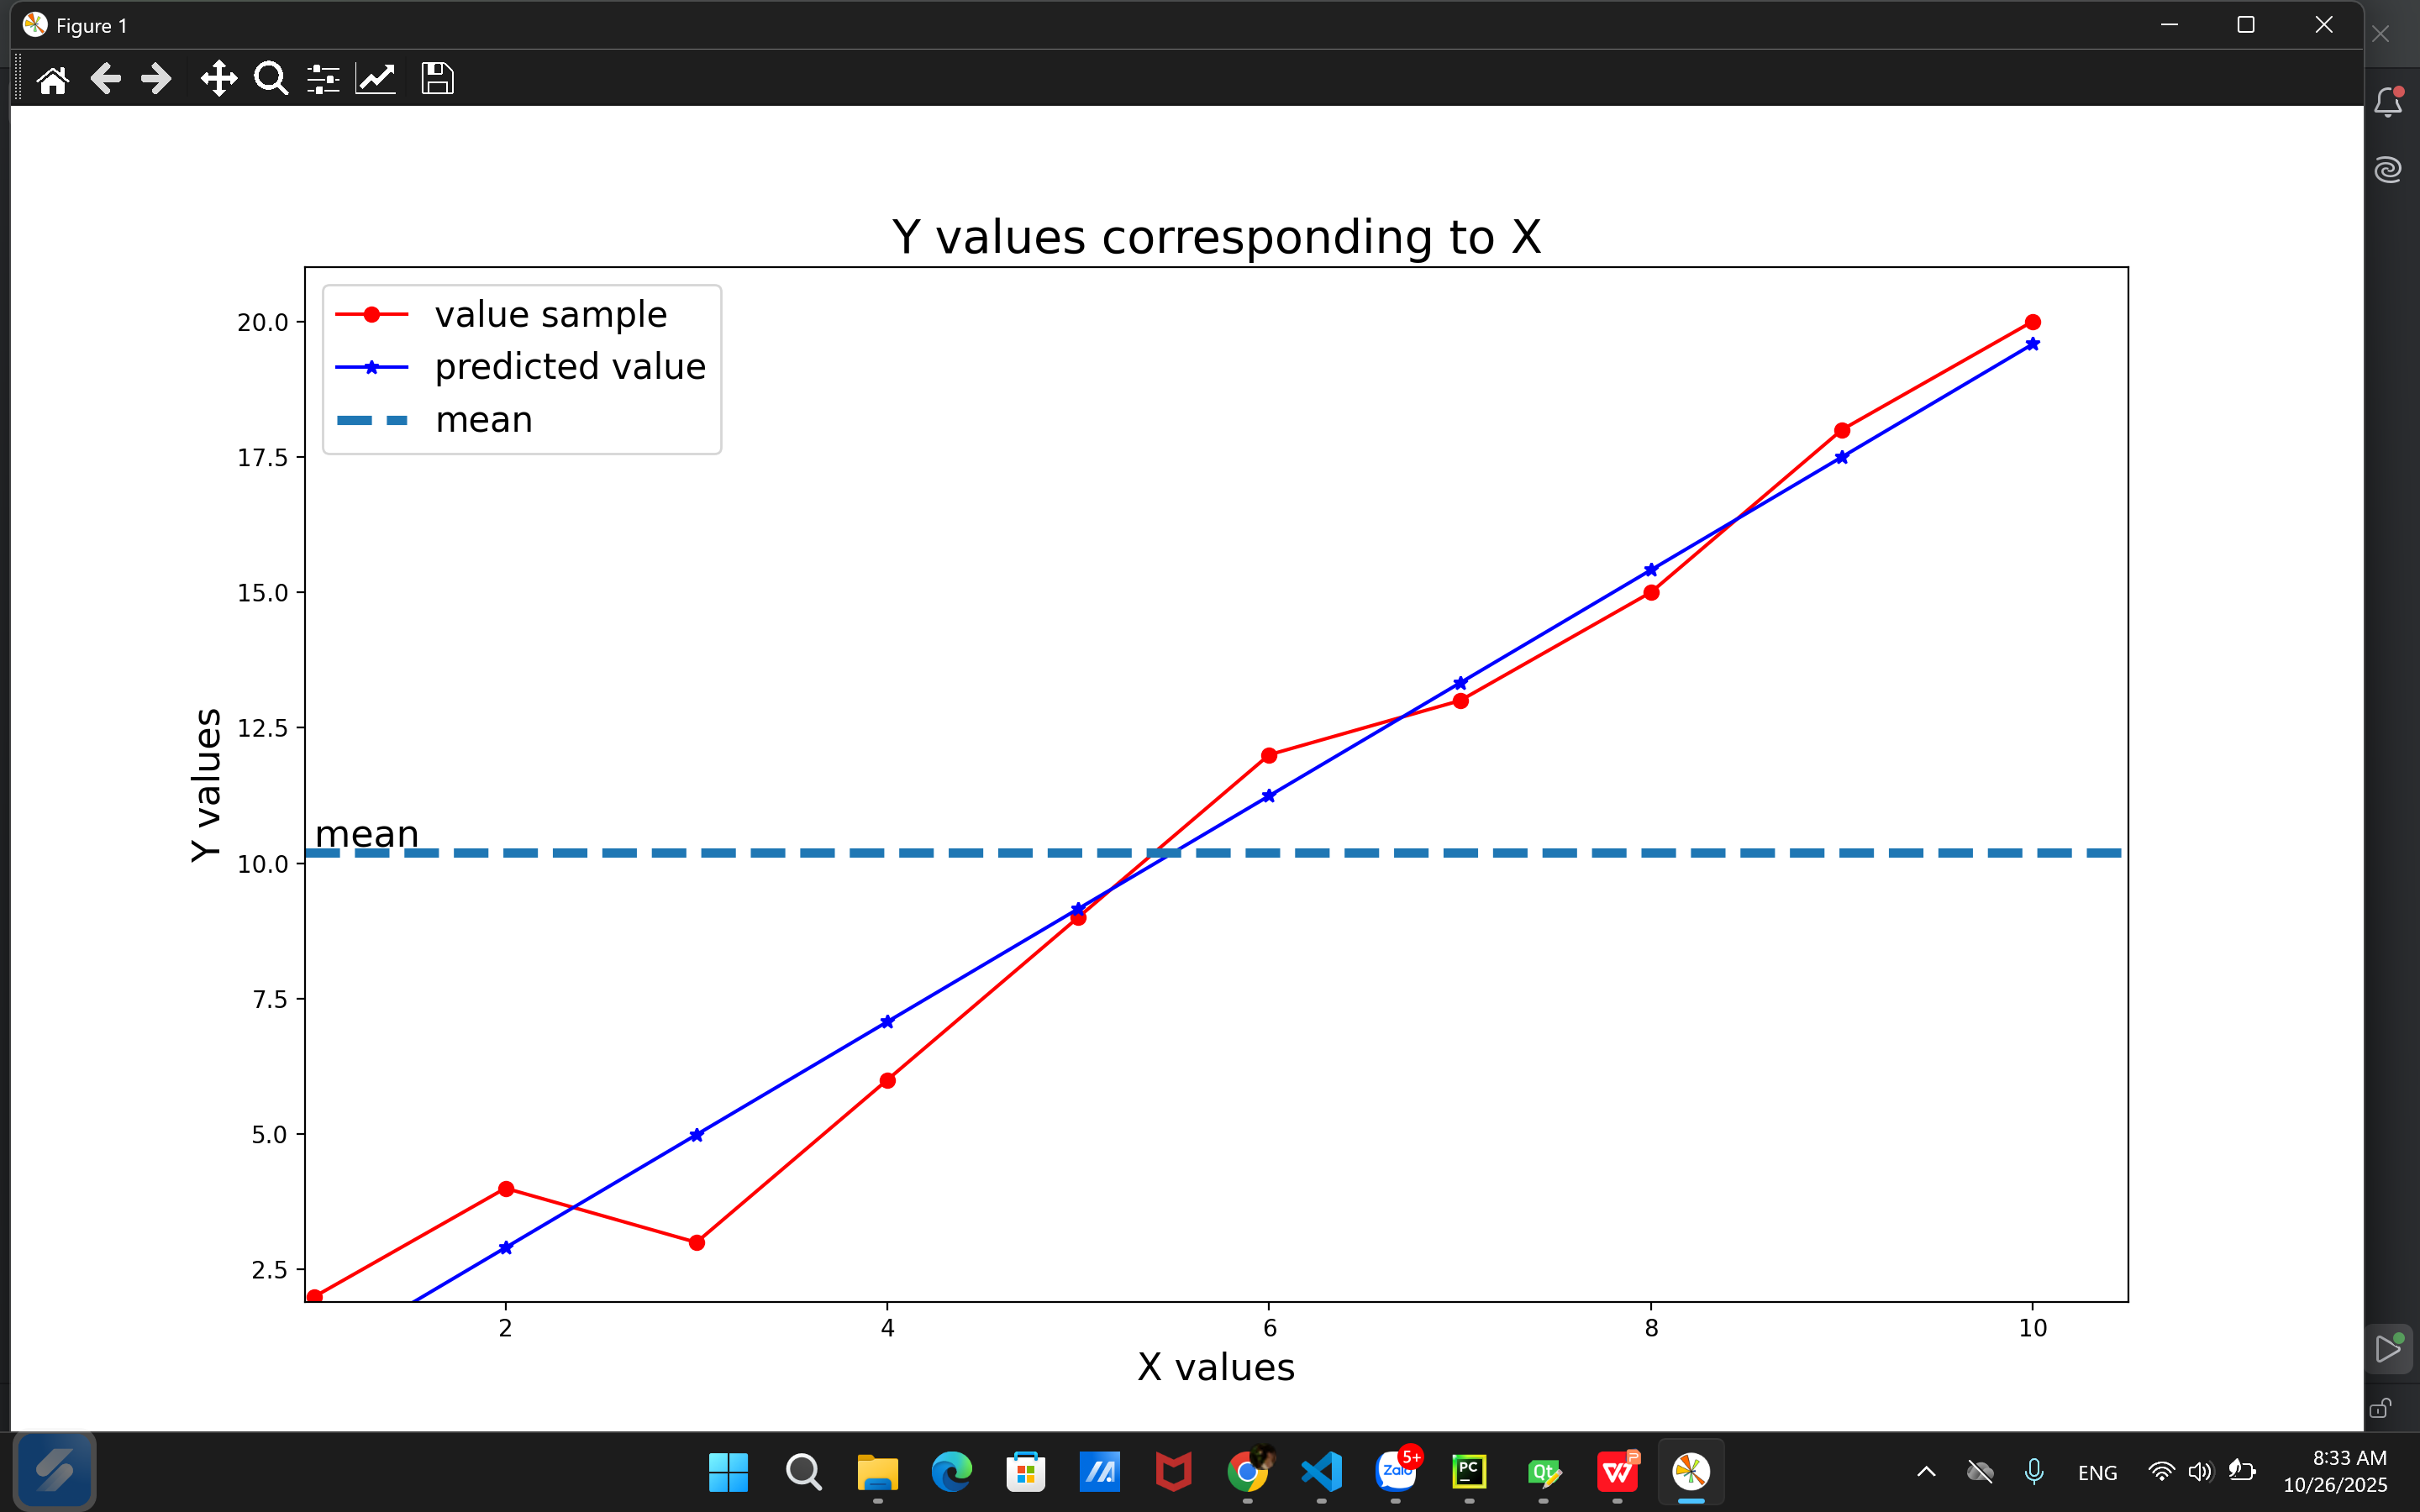 Figure 1
Y values corresponding to X
value sample
predicted value
mean
20.0
17.5
15.0
12.5
10.0
7.5
5.0
2.5
Y values
mean
2
4
6
8
10
X values
Zalo
5+
PC
Qt
W
P
ENG
8:33 AM
10/26/2025